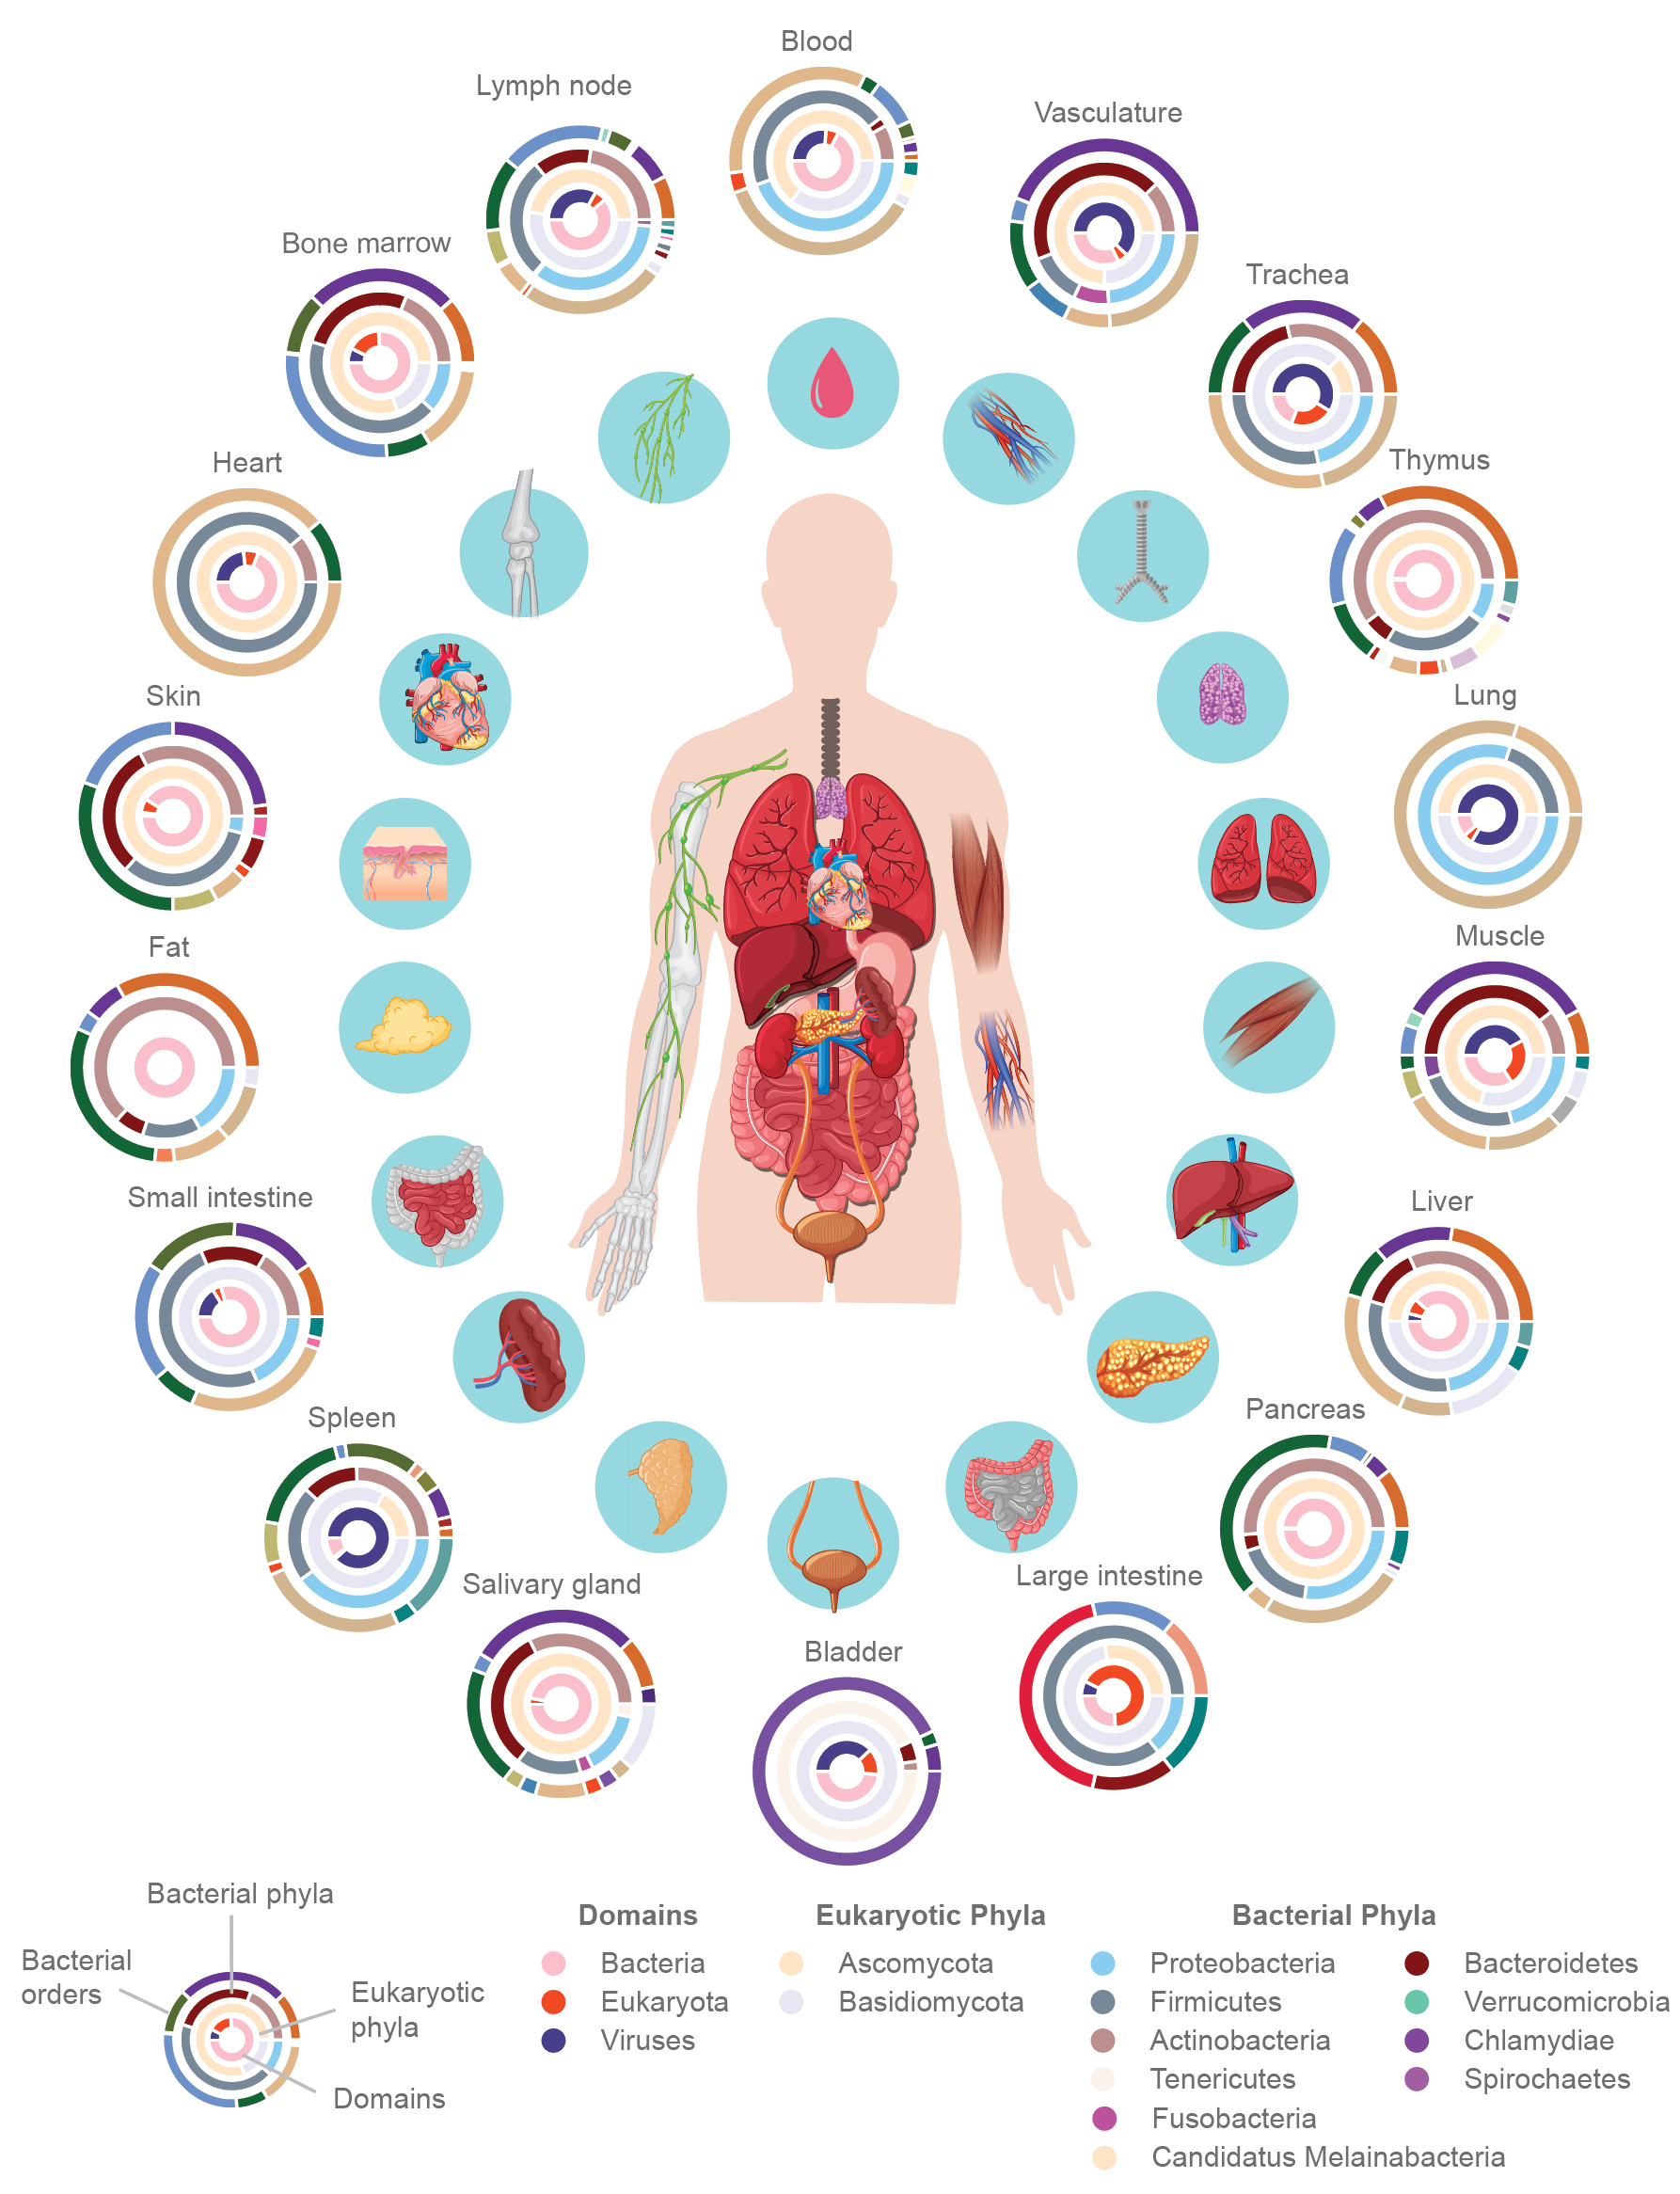 Blood
Lymph node
Vasculature
Bone marrow
Trachea
Heart
Thymus
Skin
Lung
Fat
Muscle
Small intestine
Liver
Spleen
Pancreas
Salivary gland
Large intestine
Bladder
Bacterial phyla
Bacterial
orders
Eukaryotic
phyla
Domains
Domains
Bacteria
Eukaryota
Viruses
Eukaryotic Phyla
Ascomycota
Basidiomycota
Bacterial Phyla
Proteobacteria
Firmicutes
Actinobacteria
Tenericutes
Fusobacteria
Candidatus Melainabacteria
Bacteroidetes
Verrucomicrobia
Chlamydiae
Spirochaetes